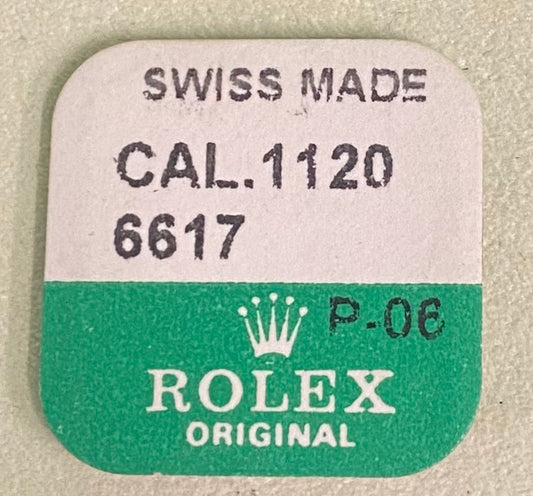 SWISS MADE
CAL.1120
6617
P-06
ROLEX
ORIGINAL